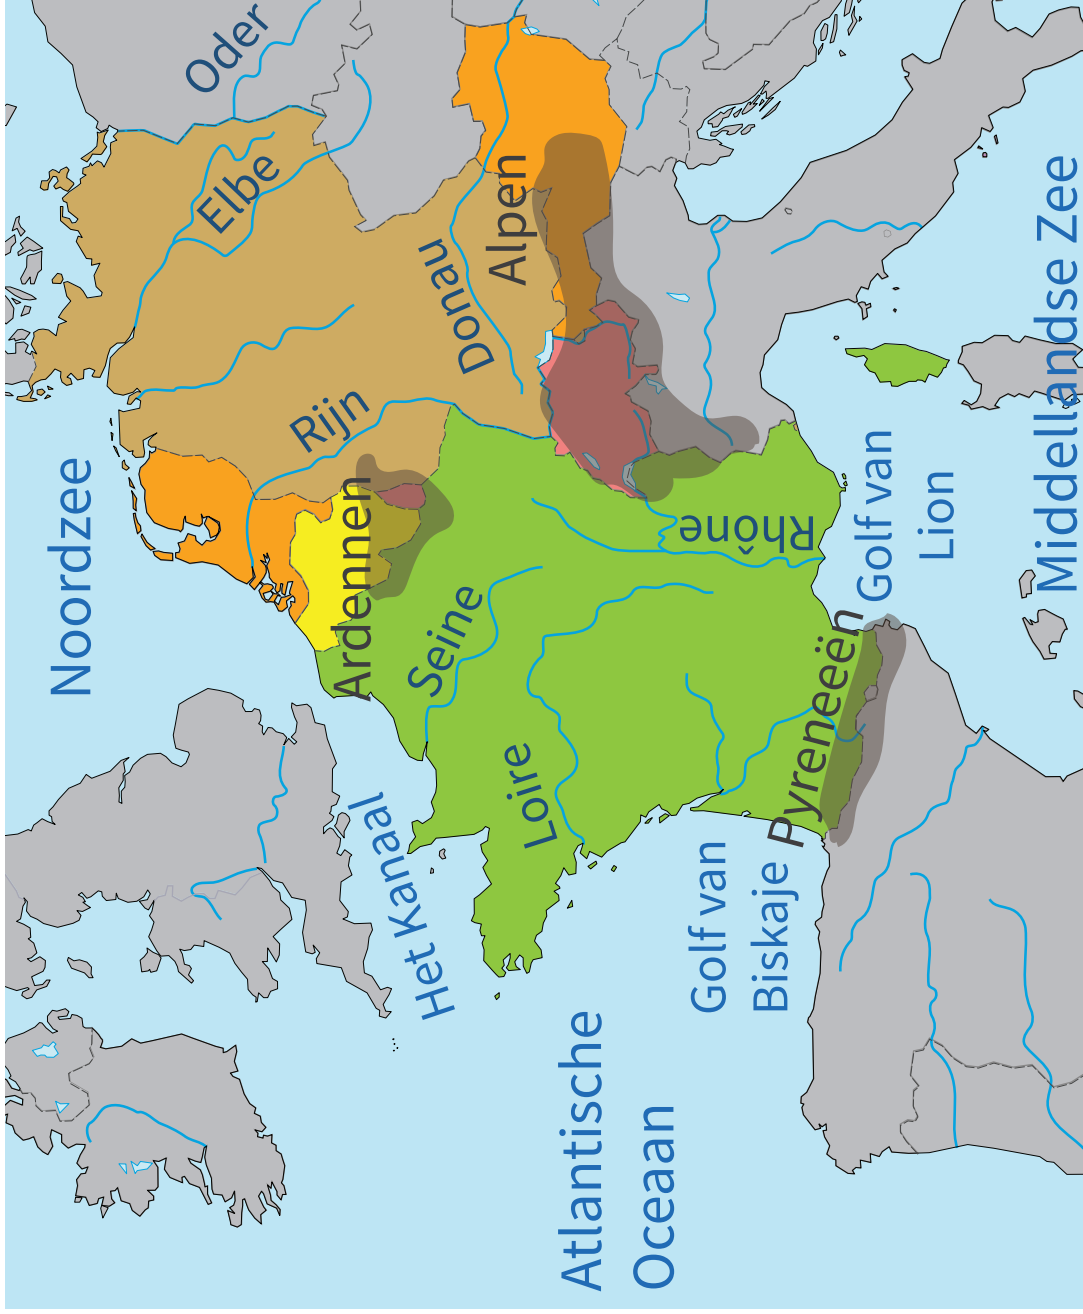 Noordzee
Oder
Elbe
Rijn
Donau
Alpen
Ardennen
Seine
Het Kanaal
Loire
Rhône
Golf van
Biskaje
Pyreneeën
Golf van
Lion
Atlantische
Oceaan
Middellandse Zee